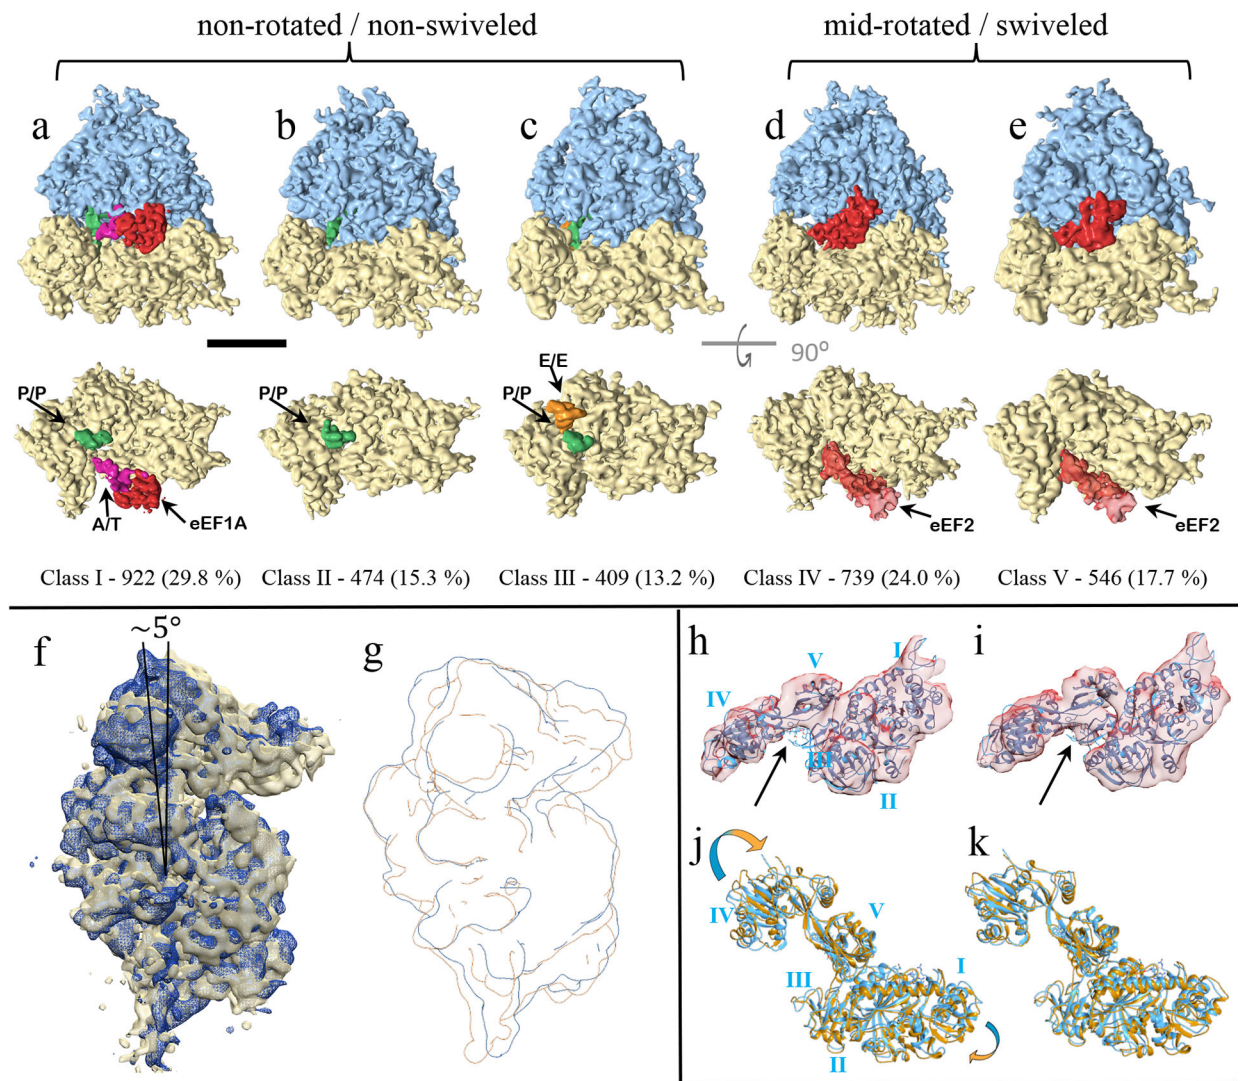 non-rotated / non-swiveled
mid-rotated / swiveled
a
b
c
d
e
90°
P/P
A/T
eEF1A
P/P
E/E
P/P
eEF2
eEF2
Class I - 922 (29.8 %)
Class II - 474 (15.3 %)
Class III - 409 (13.2 %)
Class IV - 739 (24.0 %)
Class V - 546 (17.7 %)
f
~5°
g
h
IV
V
I
III
II
i
j
IV
V
III
I
II
k